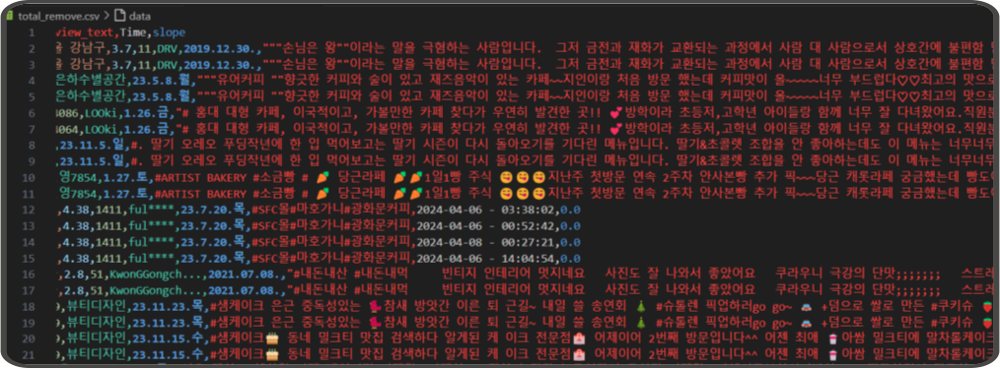 total_remove.csv > data
1 view_text,Time,slope
2 울 강남구,3.7,11,DRV,2019.12.30.,"""손님은 왕""이라는 말을 극혐하는 사람입니다. 그저 금전과 재화가 교환되는 과정에서 사람 대 사람으로서 상호간에 불편함
3 울 강남구,3.7,11,DRV,2019.12.30.,"""손님은 왕""이라는 말을 극혐하는 사람입니다. 그저 금전과 재화가 교환되는 과정에서 사람 대 사람으로서 상호간에 불편함
4 은하수별공간,23.5.8.월,"""유어커피 ""향긋한 커피와 술이 있고 재즈음악이 있는 카페~~지인이랑 처음 방문 했는데 커피맛이 올~~~~~너무 부드럽다♡♡최고의 맛으로
5 은하수별공간,23.5.8.월,"""유어커피 ""향긋한 커피와 술이 있고 재즈음악이 있는 카페~~지인이랑 처음 방문 했는데 커피맛이 올~~~~~너무 부드럽다♡♡최고의 맛으로
6 4086,LOOki,1.26.금,"# 홍대 대형 카페, 이국적이고, 가볼만한 카페 찾다가 우연히 발견한 곳!! 💕방학이라 초등저,고학년 아이들랑 함께 너무 잘 다녀왔어요.직원분
7 4064,LOOki,1.26.금,"# 홍대 대형 카페, 이국적이고, 가볼만한 카페 찾다가 우연히 발견한 곳!! 💕방학이라 초등저,고학년 아이들랑 함께 너무 잘 다녀왔어요.직원분
8 ,23.11.5.일,#. 딸기 오레오 푸딩작년에 한 입 먹어보고는 딸기 시즌이 다시 돌아오기를 기다린 메뉴입니다. 딸기&초콜렛 조합을 안 좋아하는데도 이 메뉴는 너무너무
9 ,23.11.5.일,#. 딸기 오레오 푸딩작년에 한 입 먹어보고는 딸기 시즌이 다시 돌아오기를 기다린 메뉴입니다. 딸기&초콜렛 조합을 안 좋아하는데도 이 메뉴는 너무너무
10 영7854,1.27.토,#ARTIST BAKERY #소금빵 # 🥕 당근라페 🥕🥕1일1빵 주식 😋😋😋지난주 첫방문 연속 2주차 안사본빵 추가 픽~~~당근 캐롯라페 궁금했는데 빵도
11 영7854,1.27.토,#ARTIST BAKERY #소금빵 # 🥕 당근라페 🥕🥕1일1빵 주식 😋😋😋지난주 첫방문 연속 2주차 안사본빵 추가 픽~~~당근 캐롯라페 궁금했는데 빵도
12 ,4.38,1411,ful****,23.7.20.목,#SFC몰#마호가니#광화문커피,2024-04-06 - 03:38:02,0.0
13 ,4.38,1411,ful****,23.7.20.목,#SFC몰#마호가니#광화문커피,2024-04-06 - 00:52:42,0.0
14 ,4.38,1411,ful****,23.7.20.목,#SFC몰#마호가니#광화문커피,2024-04-08 - 00:27:21,0.0
15 ,4.38,1411,ful****,23.7.20.목,#SFC몰#마호가니#광화문커피,2024-04-06 - 14:04:54,0.0
16 ,2.8,51,KwonGGongch...,2021.07.08.,"#내돈내산 #내돈내먹 빈티지 인테리어 멋지네요 사진도 잘 나와서 좋았어요 쿠라우니 극강의 단맛;;;;;;; 스트레
17 ,2.8,51,KwonGGongch...,2021.07.08.,"#내돈내산 #내돈내먹 빈티지 인테리어 멋지네요 사진도 잘 나와서 좋았어요 쿠라우니 극강의 단맛;;;;;;; 스트레
18 ,뷰티디자인,23.11.23.목,#샘케이크 은근 중독성있는 👠참새 방앗간 이른 퇴 근길~ 내일 쓸 송연회 🎄 #슈톨렌 픽업하러go go~ 🚘 +덤으로 쌀로 만든 #쿠키슈 🍓
19 ,뷰티디자인,23.11.23.목,#샘케이크 은근 중독성있는 👠참새 방앗간 이른 퇴 근길~ 내일 쓸 송연회 🎄 #슈톨렌 픽업하러go go~ 🚘 +덤으로 쌀로 만든 #쿠키슈 🍓
20 ,뷰티디자인,23.11.15.수,#샘케이크🎂 동네 밀크티 맛집 검색하다 알게된 케 이크 전문점🏩 어제이어 2번째 방문입니다^^ 어젠 최애 🥤아쌈 밀크티에 말차롤케이크
21 ,뷰티디자인,23.11.15.수,#샘케이크🎂 동네 밀크티 맛집 검색하다 알게된 케 이크 전문점🏩 어제이어 2번째 방문입니다^^ 어젠 최애 🥤아쌈 밀크티에 말차롤케이크